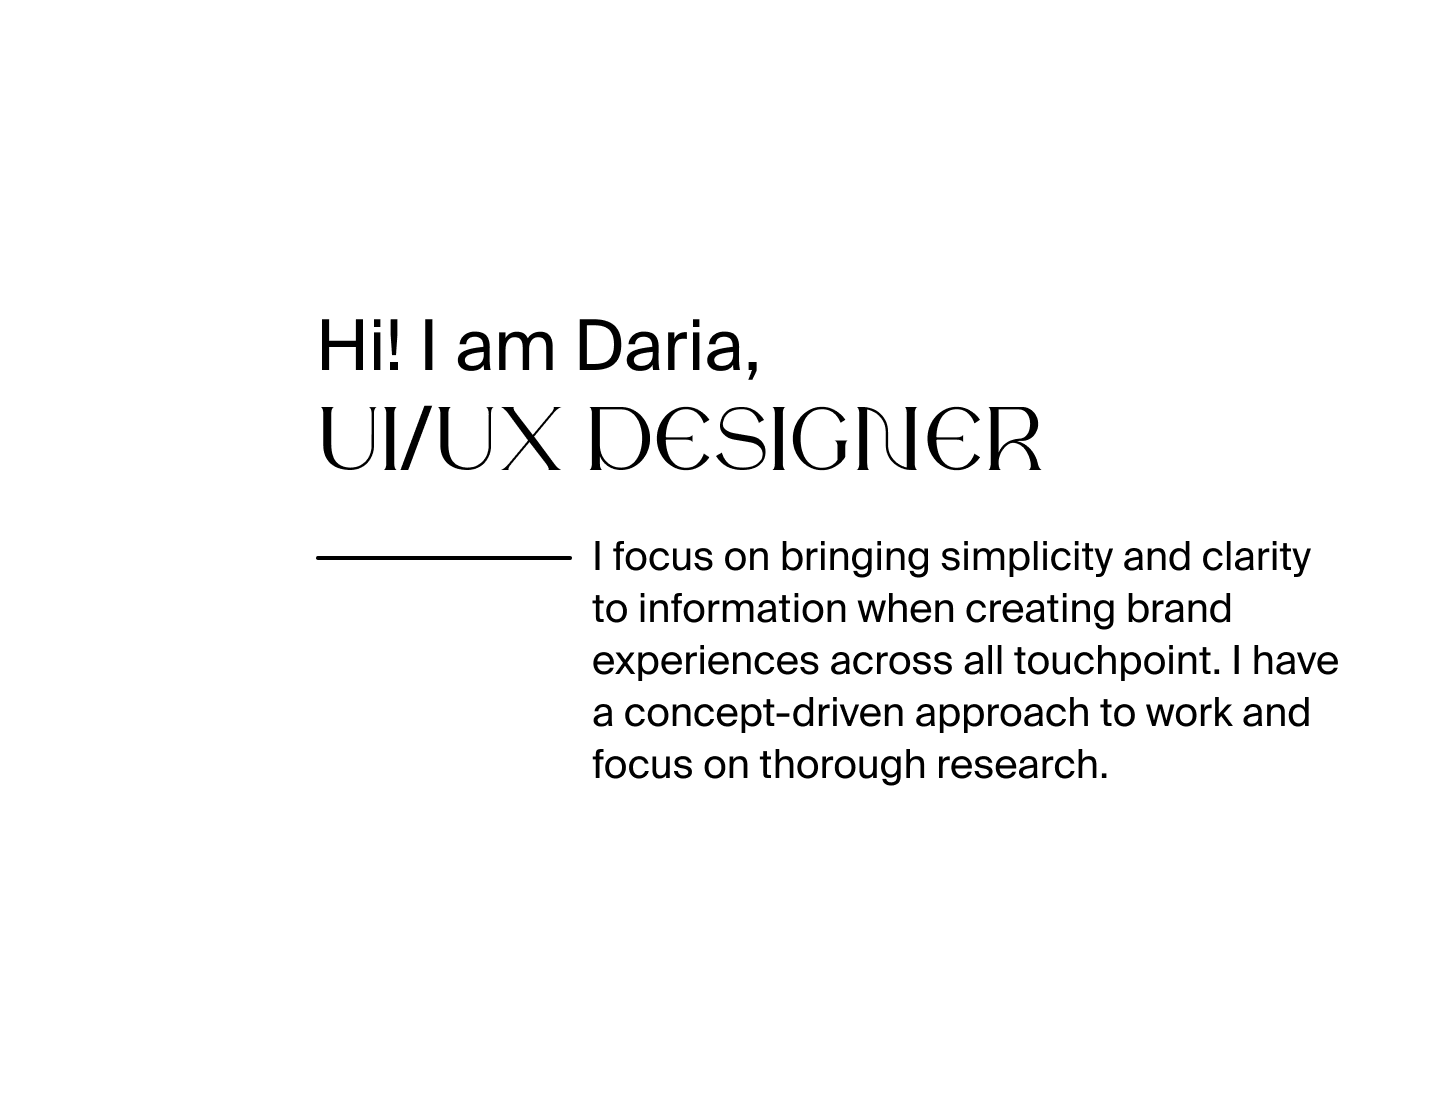 Hi! I am Daria,
UI/UX DESIGNER
I focus on bringing simplicity and clarity
to information when creating brand
experiences across all touchpoint. I have
a concept-driven approach to work and
focus on thorough research.